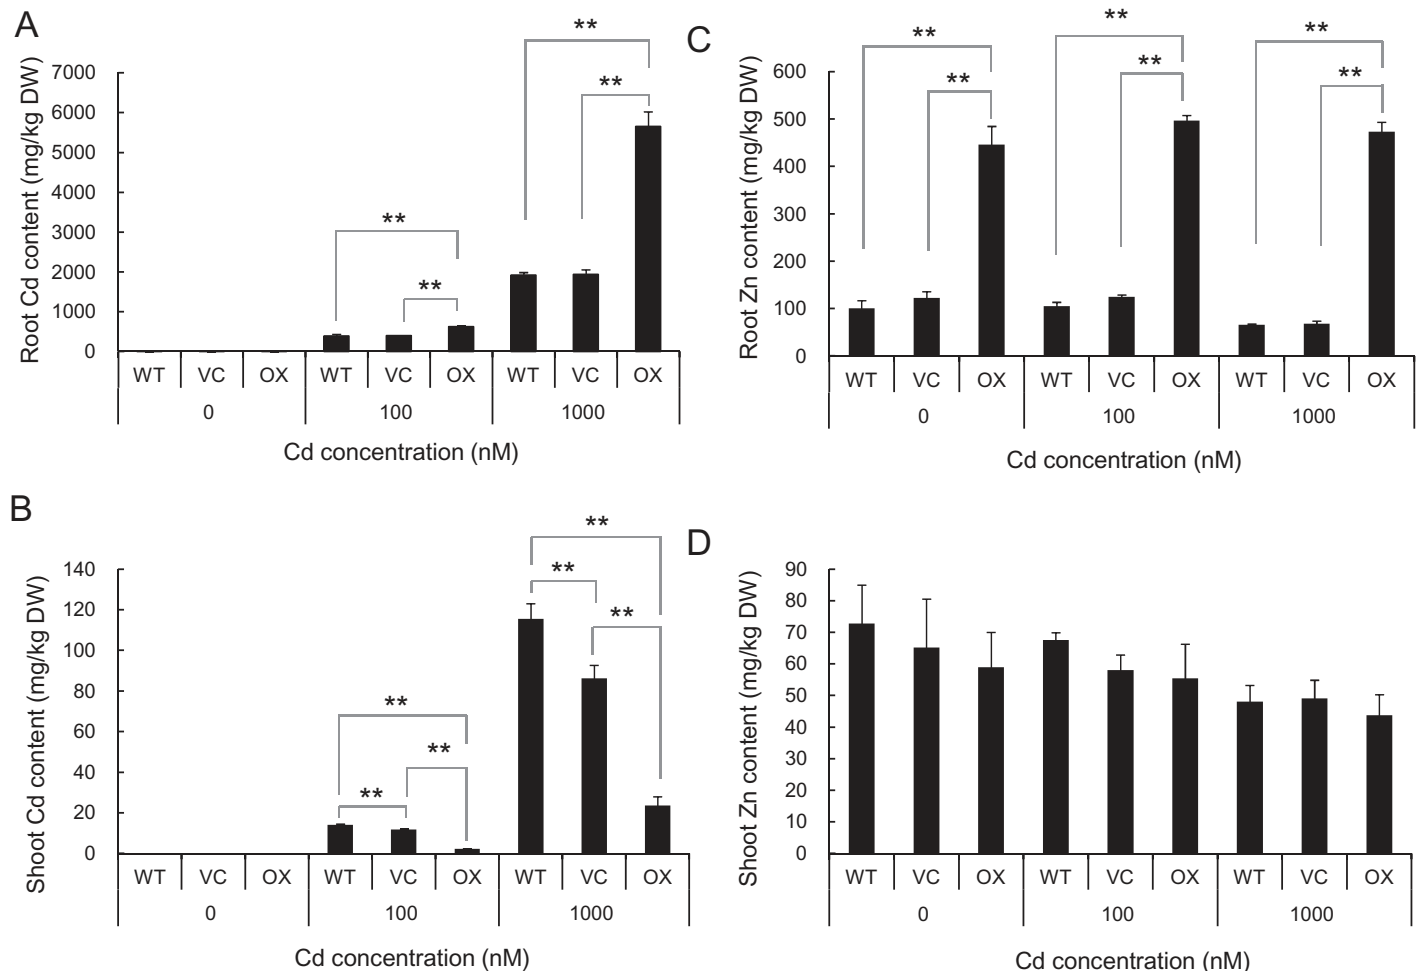 A
Root Cd content (mg/kg DW)
7000
6000
5000
4000
3000
2000
1000
0
** ** ** **
WT VC OX WT VC OX WT VC OX
0 100 1000
Cd concentration (nM)
C
Root Zn content (mg/kg DW)
600
500
400
300
200
100
0
** ** ** ** ** **
WT VC OX WT VC OX WT VC OX
0 100 1000
Cd concentration (nM)
B
Shoot Cd content (mg/kg DW)
140
120
100
80
60
40
20
0
** ** ** ** ** **
WT VC OX WT VC OX WT VC OX
0 100 1000
Cd concentration (nM)
D
Shoot Zn content (mg/kg DW)
90
80
70
60
50
40
30
20
10
0
WT VC OX WT VC OX WT VC OX
0 100 1000
Cd concentration (nM)